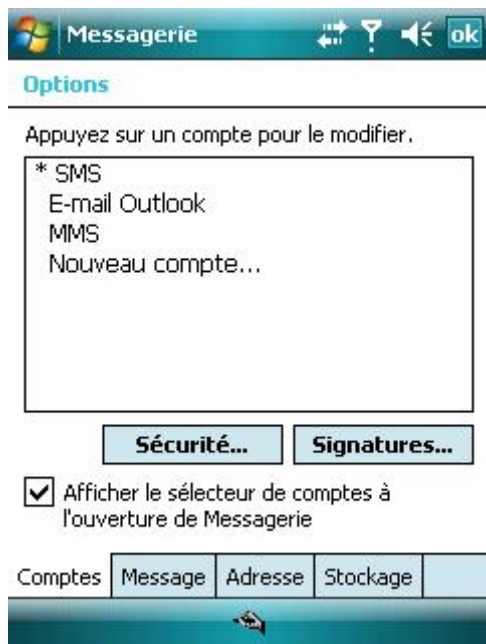 Messagerie ok
Options
Appuyez sur un compte pour le modifier.
* SMS
E-mail Outlook
MMS
Nouveau compte...
Sécurité... Signatures...
Afficher le sélecteur de comptes à
l'ouverture de Messagerie
Comptes Message Adresse Stockage